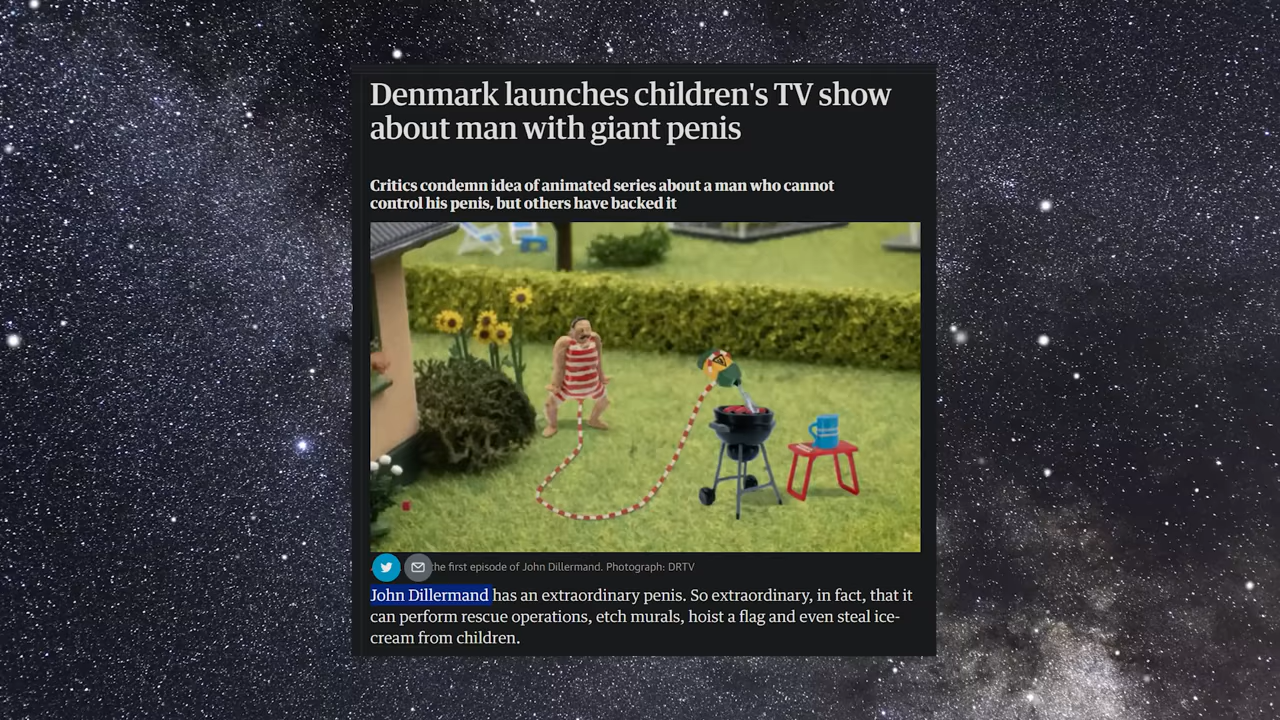 Denmark launches children's TV show
about man with giant penis
Critics condemn idea of animated series about a man who cannot
control his penis, but others have backed it
the first episode of John Dillermand. Photograph: DRTV
John Dillermand has an extraordinary penis. So extraordinary, in fact, that it
can perform rescue operations, etch murals, hoist a flag and even steal ice-
cream from children.